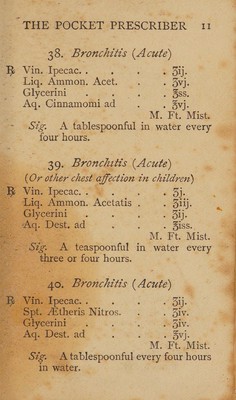 THE POCKET PRESCRIBER 11
38. Bronchitis (Acute)
℞ Vin. Ipecac. . . . . ʒij.
Liq. Ammon. Acet. . . ʒvj.
Glycerini . . . . ℥ss.
Aq. Cinnamomi ad . . ℥vj.
M. Ft. Mist.
Sig. A tablespoonful in water every
four hours.
39. Bronchitis (Acute)
(Or other chest affection in children)
℞ Vin. Ipecac. . . . . ʒj.
Liq. Ammon. Acetatis . . ʒiij.
Glycerini . . . . ʒij.
Aq. Dest. ad . . . ℥iss.
M. Ft. Mist.
Sig. A teaspoonful in water every
three or four hours.
40. Bronchitis (Acute)
℞ Vin. Ipecac. . . . . ʒij.
Spt. Ætheris Nitros. . . ʒiv.
Glycerini . . . . ʒiv.
Aq. Dest. ad . . . ℥vj.
M. Ft. Mist.
Sig. A tablespoonful every four hours
in water.